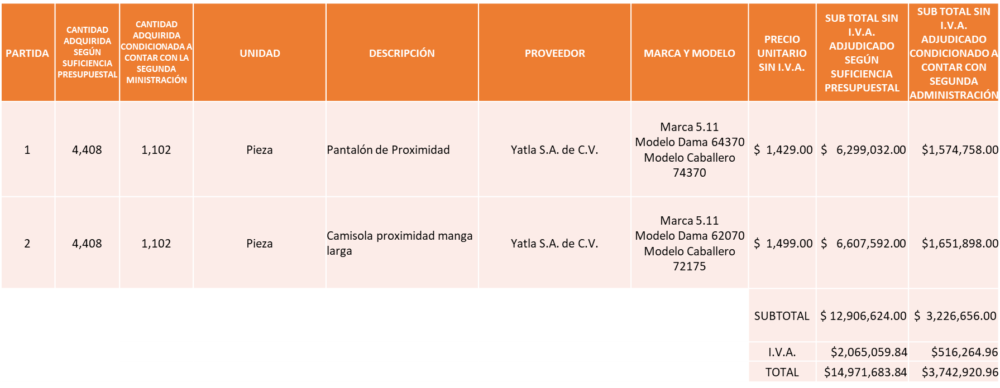 PARTIDA
CANTIDAD
ADQUIRIDA
SEGÚN
SUFICIENCIA
PRESUPUESTAL
CANTIDAD
ADQUIRIDA
CONDICIONADA A
CONTAR CON LA
SEGUNDA
MINISTRACIÓN
UNIDAD
DESCRIPCIÓN
PROVEEDOR
MARCA Y MODELO
PRECIO
UNITARIO
SIN I.V.A.
SUB TOTAL SIN
I.V.A.
ADJUDICADO
SEGÚN
SUFICIENCIA
PRESUPUESTAL
SUB TOTAL SIN
I.V.A.
ADJUDICADO
CONDICIONADO A
CONTAR CON
SEGUNDA
ADMINISTRACIÓN
1
4,408
1,102
Pieza
Pantalón de Proximidad
Yatla S.A. de C.V.
Marca 5.11
Modelo Dama 64370
Modelo Caballero
74370
$ 1,429.00
$ 6,299,032.00
$1,574,758.00
2
4,408
1,102
Pieza
Camisola proximidad manga
larga
Yatla S.A. de C.V.
Marca 5.11
Modelo Dama 62070
Modelo Caballero
72175
$ 1,499.00
$ 6,607,592.00
$1,651,898.00
SUBTOTAL
$ 12,906,624.00
$ 3,226,656.00
I.V.A.
$2,065,059.84
$516,264.96
TOTAL
$14,971,683.84
$3,742,920.96